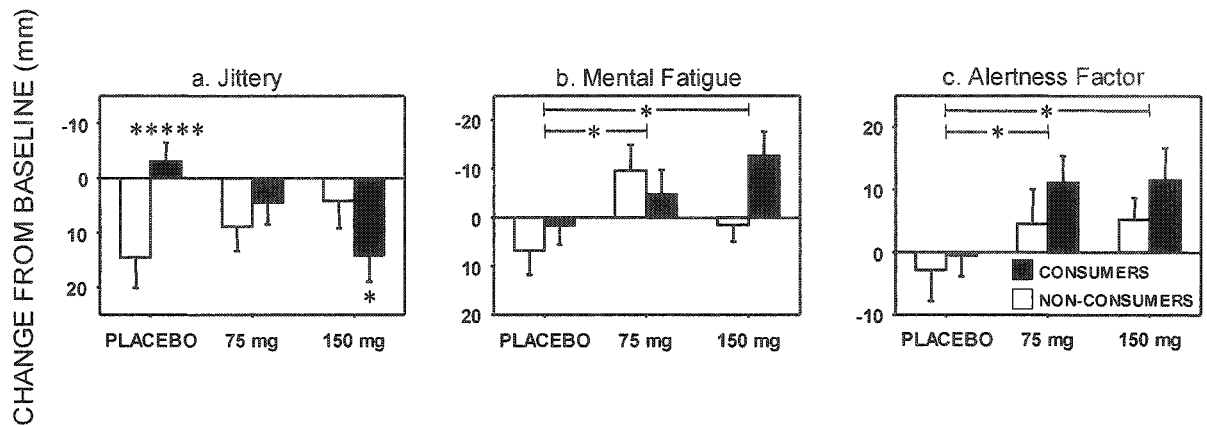 CHANGE FROM BASELINE (mm)
a. Jittery
b. Mental Fatigue
c. Alertness Factor
-10
0
10
20
*****
*
PLACEBO 75 mg 150 mg
-20
-10
0
10
20
*
*
PLACEBO 75 mg 150 mg
20
10
0
-10
*
*
CONSUMERS
NON-CONSUMERS
PLACEBO 75 mg 150 mg